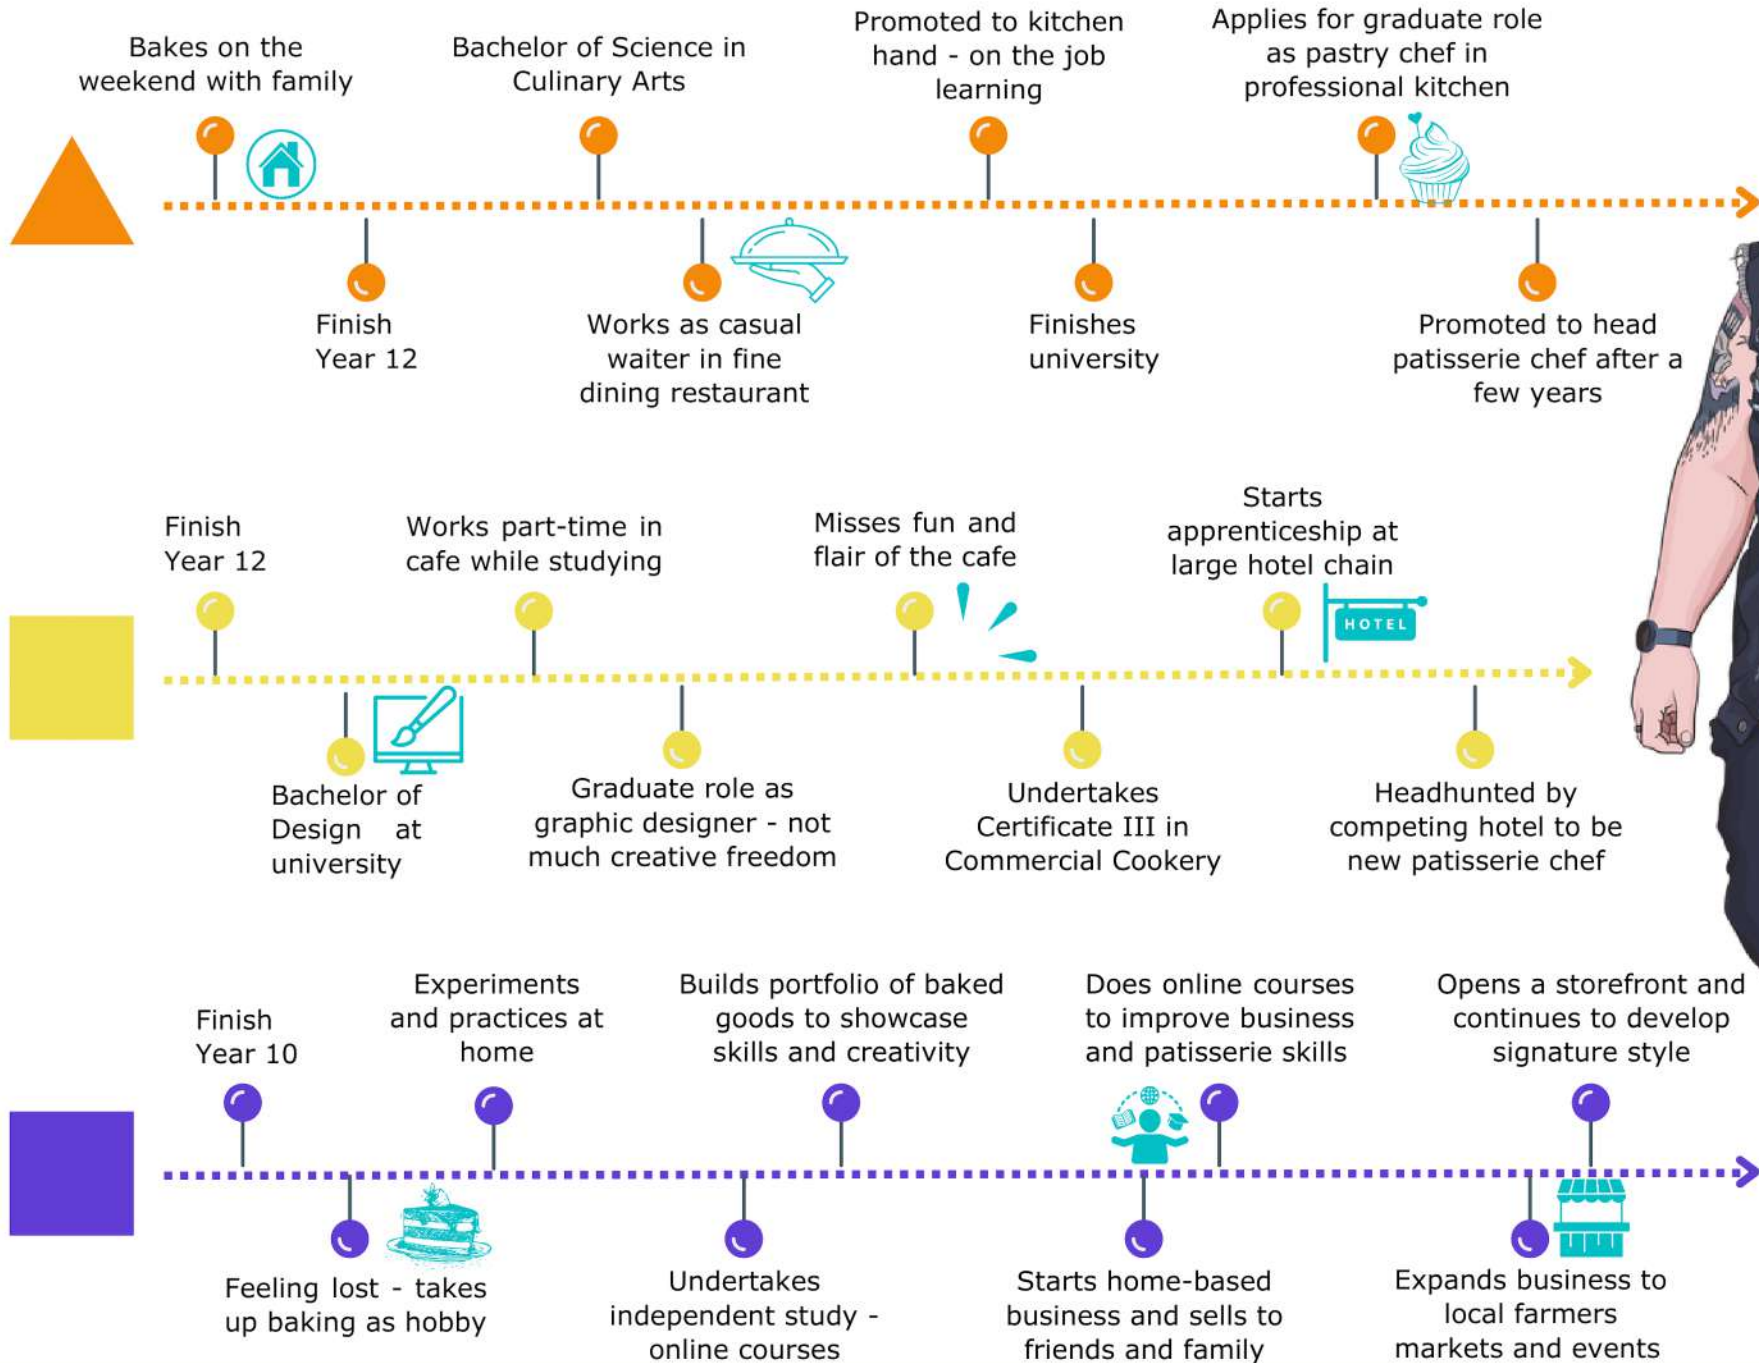 Bakes on the
weekend with family
Bachelor of Science in
Culinary Arts
Promoted to kitchen
hand - on the job
learning
Applies for graduate role
as pastry chef in
professional kitchen
Finish
Year 12
Works as casual
waiter in fine
dining restaurant
Finishes
university
Promoted to head
patisserie chef after a
few years
Finish
Year 12
Works part-time in
cafe while studying
Misses fun and
flair of the cafe
Starts
apprenticeship at
large hotel chain
HOTEL
Bachelor of
Design at
university
Graduate role as
graphic designer - not
much creative freedom
Undertakes
Certificate III in
Commercial Cookery
Headhunted by
competing hotel to be
new patisserie chef
Finish
Year 10
Experiments
and practices at
home
Builds portfolio of baked
goods to showcase
skills and creativity
Does online courses
to improve business
and patisserie skills
Opens a storefront and
continues to develop
signature style
Feeling lost - takes
up baking as hobby
Undertakes
independent study -
online courses
Starts home-based
business and sells to
friends and family
Expands business to
local farmers
markets and events